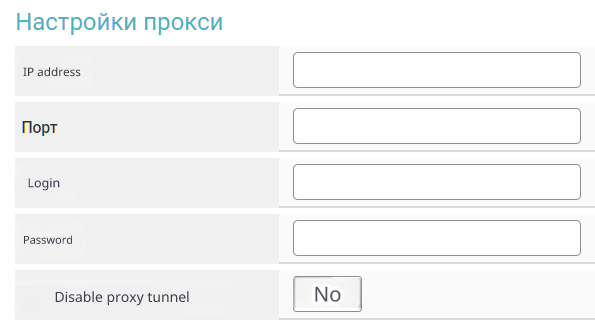 Настройки прокси
IP address
Порт
Login
Password
Disable proxy tunnel
No